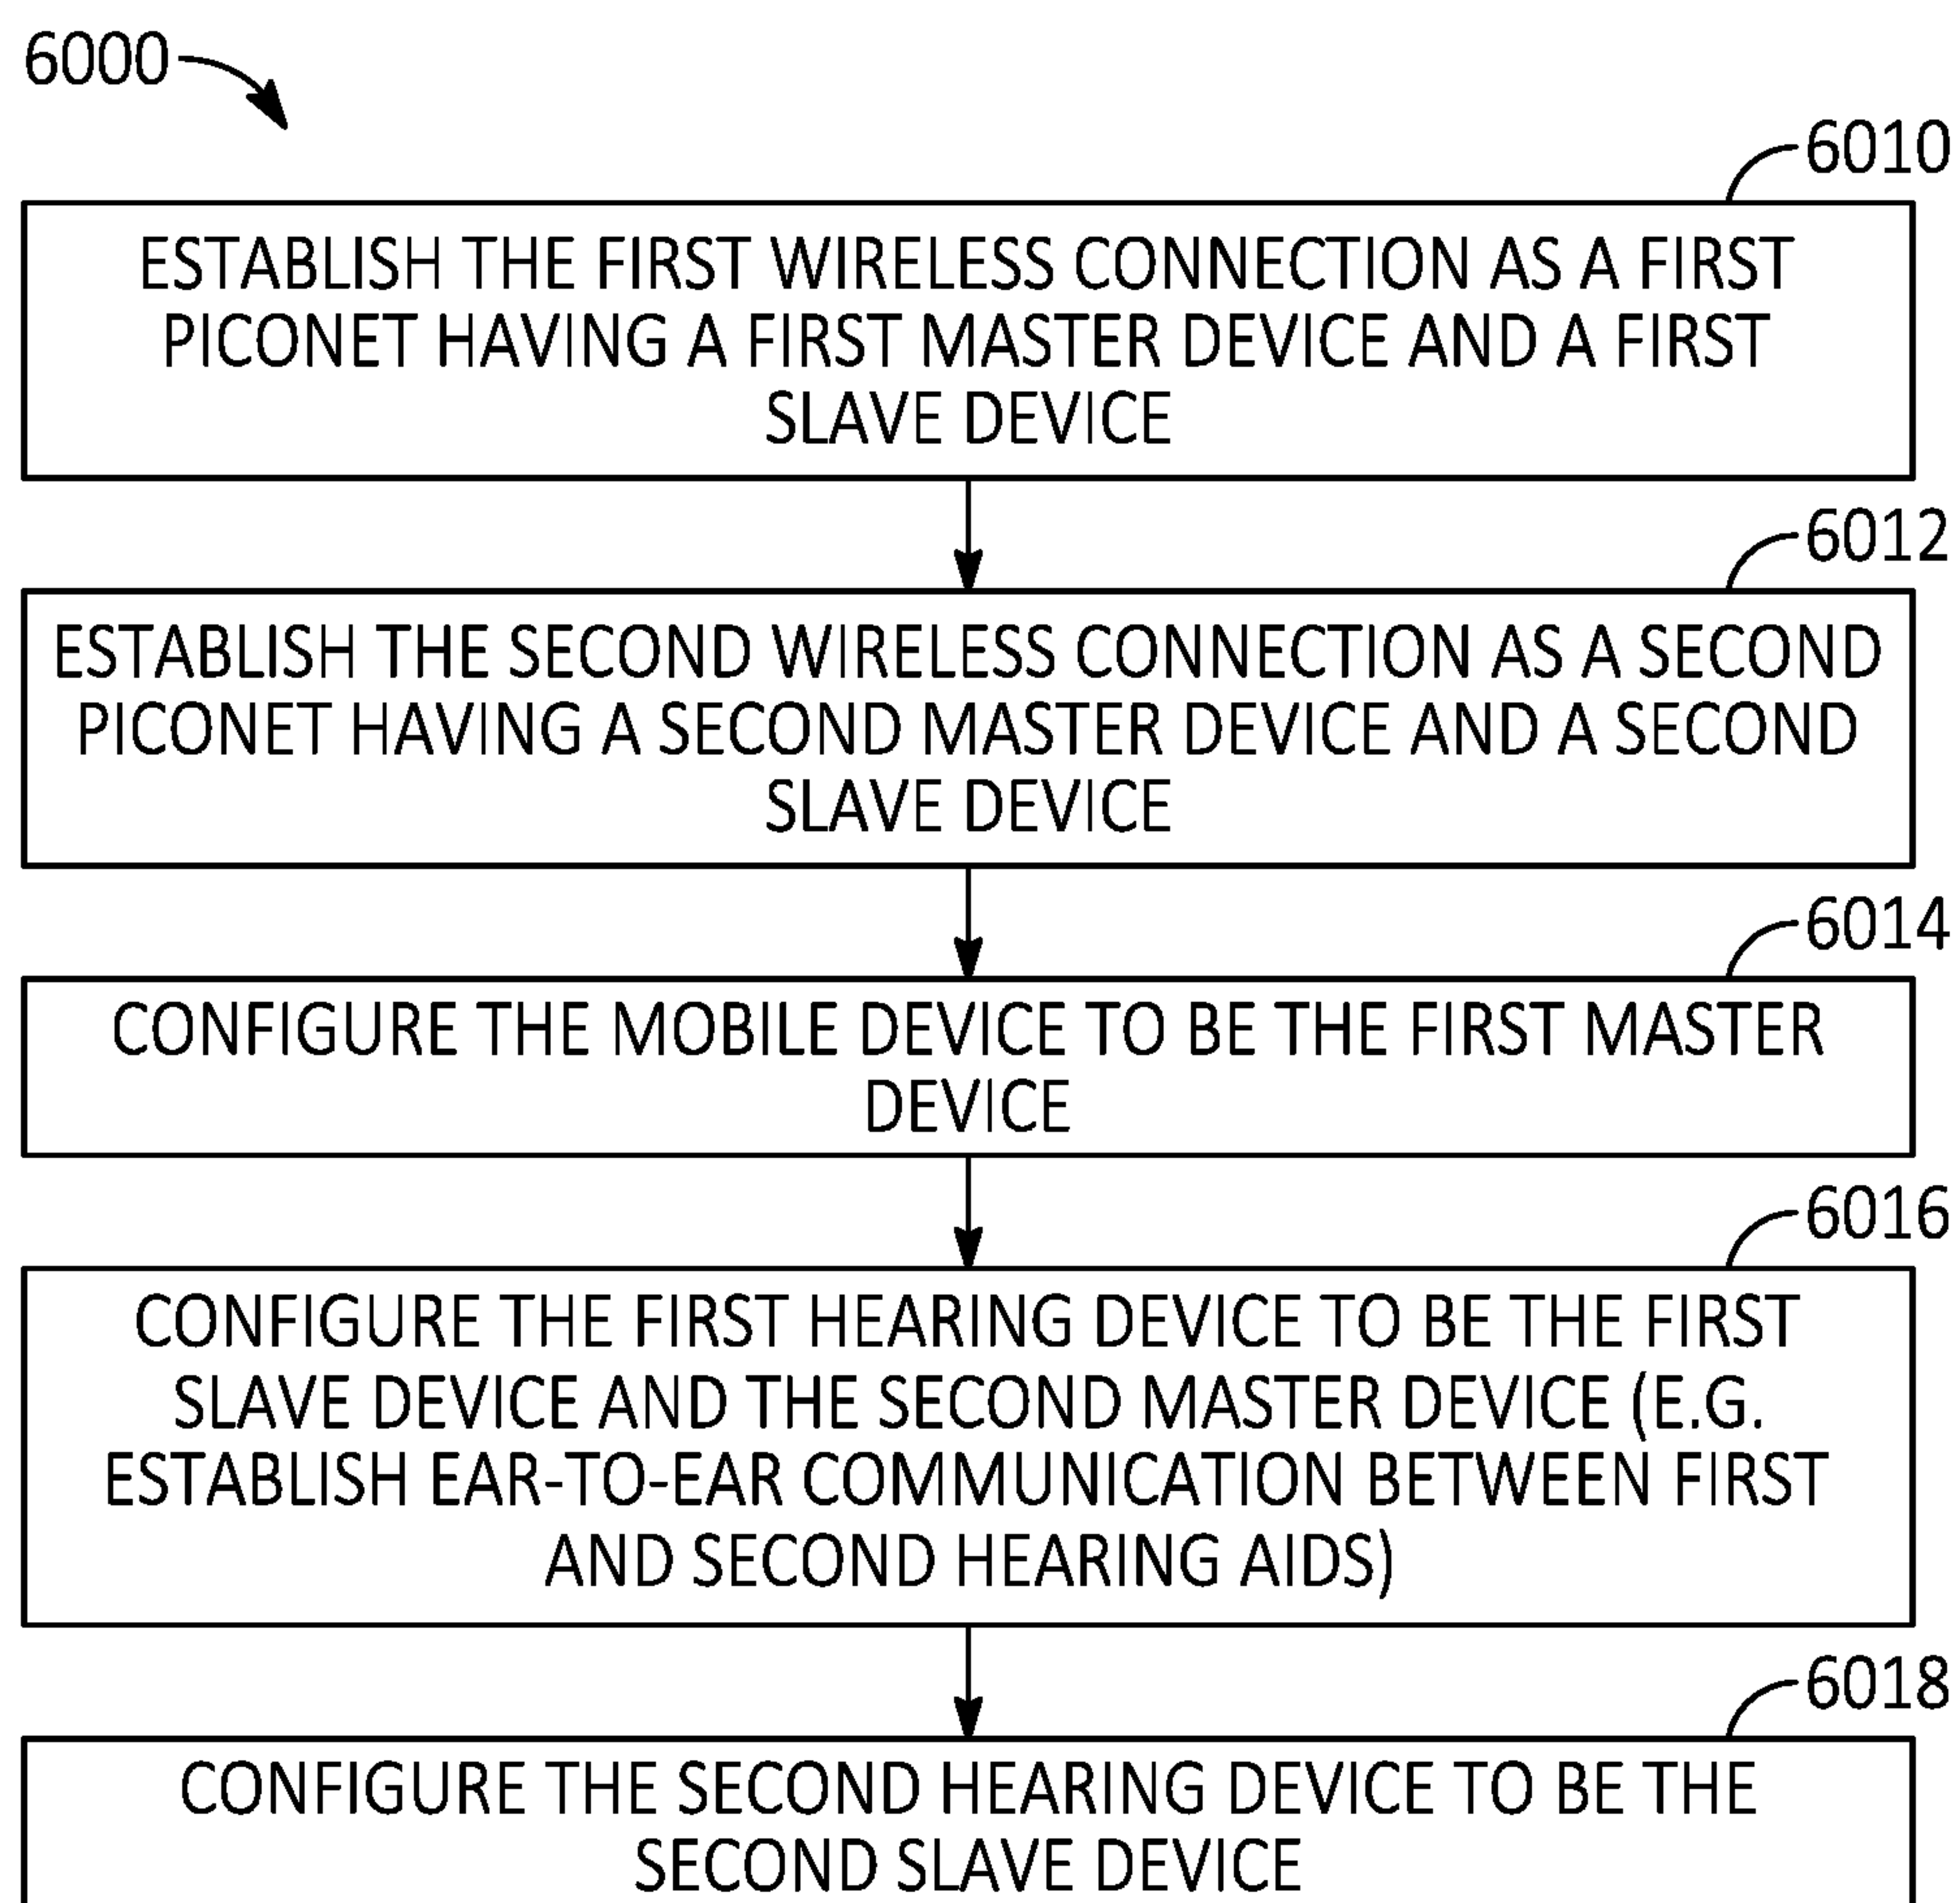 6000
6010
ESTABLISH THE FIRST WIRELESS CONNECTION AS A FIRST
PICONET HAVING A FIRST MASTER DEVICE AND A FIRST
SLAVE DEVICE
6012
ESTABLISH THE SECOND WIRELESS CONNECTION AS A SECOND
PICONET HAVING A SECOND MASTER DEVICE AND A SECOND
SLAVE DEVICE
6014
CONFIGURE THE MOBILE DEVICE TO BE THE FIRST MASTER
DEVICE
6016
CONFIGURE THE FIRST HEARING DEVICE TO BE THE FIRST
SLAVE DEVICE AND THE SECOND MASTER DEVICE (E.G.
ESTABLISH EAR-TO-EAR COMMUNICATION BETWEEN FIRST
AND SECOND HEARING AIDS)
6018
CONFIGURE THE SECOND HEARING DEVICE TO BE THE
SECOND SLAVE DEVICE